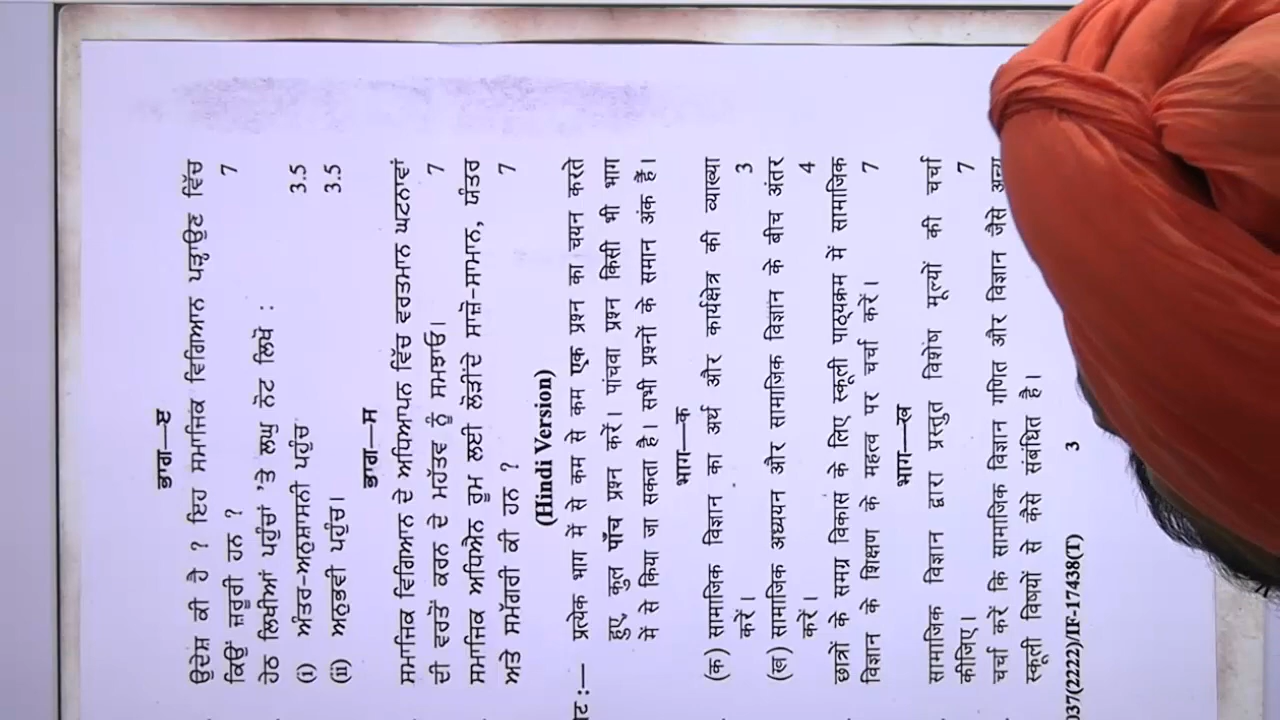 ਭਾਗ—ੲ
ਉਦੇਸ਼ ਕੀ ਹੈ ? ਇਹ ਸਮਾਜਿਕ ਵਿਗਿਆਨ ਪੜ੍ਹਾਉਣ ਵਿੱਚ
ਕਿਉਂ ਜ਼ਰੂਰੀ ਹਨ ? 7
ਹੇਠ ਲਿਖੀਆਂ ਪਹੁੰਚਾਂ 'ਤੇ ਲਘੂ ਨੋਟ ਲਿਖੋ :
(i) ਅੰਤਰ-ਅਨੁਸ਼ਾਸਨੀ ਪਹੁੰਚ 3.5
(ii) ਅਨੁਭਵੀ ਪਹੁੰਚ। 3.5
ਭਾਗ—ਸ
ਸਮਾਜਿਕ ਵਿਗਿਆਨ ਦੇ ਅਧਿਆਪਨ ਵਿੱਚ ਵਰਤਮਾਨ ਘਟਨਾਵਾਂ
ਦੀ ਵਰਤੋਂ ਕਰਨ ਦੇ ਮਹੱਤਵ ਨੂੰ ਸਮਝਾਓ। 7
ਸਮਾਜਿਕ ਅਧਿਐਨ ਰੂਮ ਲਈ ਲੋੜੀਂਦੇ ਸਾਜ਼ੋ-ਸਾਮਾਨ, ਯੰਤਰ
ਅਤੇ ਸਮੱਗਰੀ ਕੀ ਹਨ ? 7
(Hindi Version)
प्रत्येक भाग में से कम से कम एक प्रश्न का चयन करते
हुए, कुल पाँच प्रश्न करें। पांचवा प्रश्न किसी भी भाग
में से किया जा सकता है। सभी प्रश्नों के समान अंक हैं।
भाग—क
(क) सामाजिक विज्ञान का अर्थ और कार्यक्षेत्र की व्याख्या
करें। 3
(ख) सामाजिक अध्ययन और सामाजिक विज्ञान के बीच अंतर
करें। 4
छात्रों के समग्र विकास के लिए स्कूली पाठ्यक्रम में सामाजिक
विज्ञान के शिक्षण के महत्व पर चर्चा करें। 7
भाग—ख
सामाजिक विज्ञान द्वारा प्रस्तुत विशेष मूल्यों की चर्चा
कीजिए। 7
चर्चा करें कि सामाजिक विज्ञान गणित और विज्ञान जैसे अन्य
स्कूली विषयों से कैसे संबंधित है।
037(2222)/IF-17438(T) 3